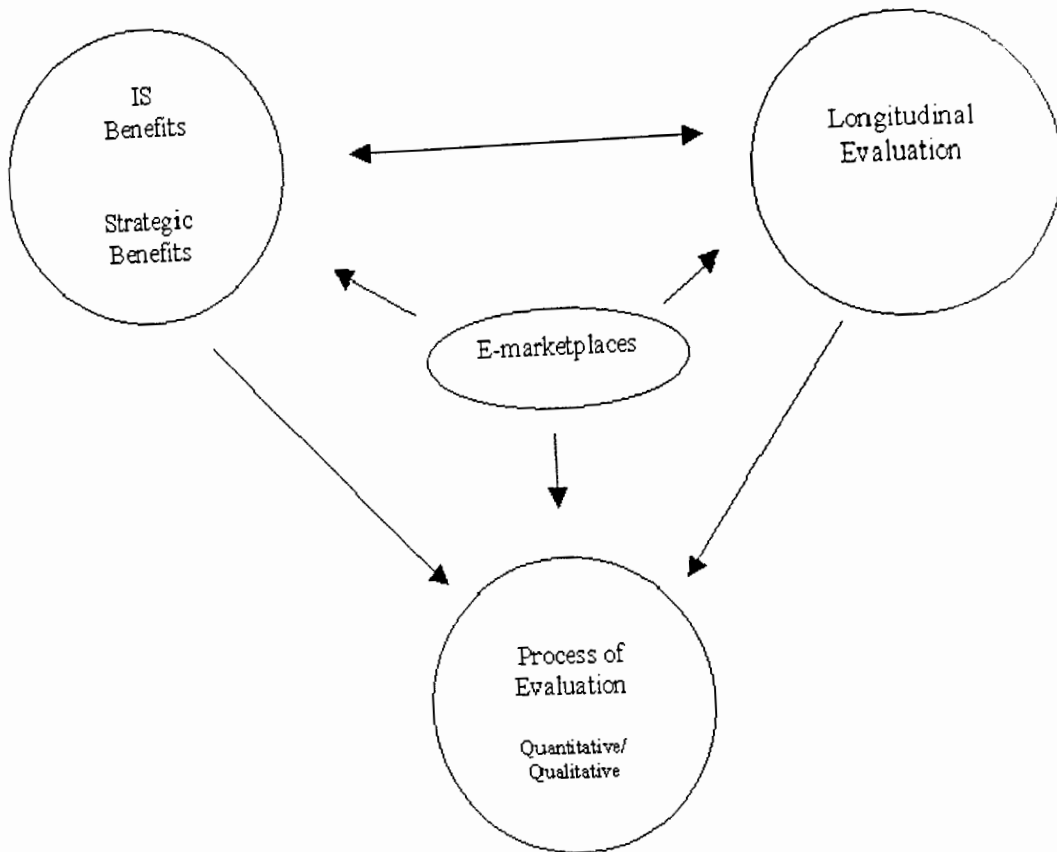 IS
Benefits
Strategic
Benefits
Longitudinal
Evaluation
E-marketplaces
Process of
Evaluation
Quantitative/
Qualitative